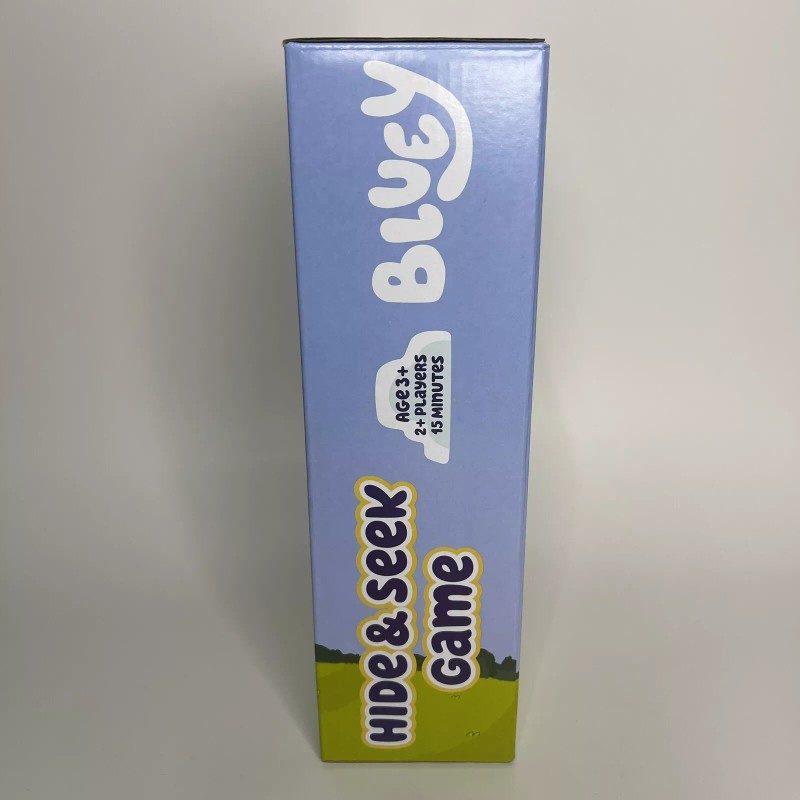 HIDE & SEEK
GAME
AGE 3+
2+ PLAYERS
15 MINUTES
BLUEY